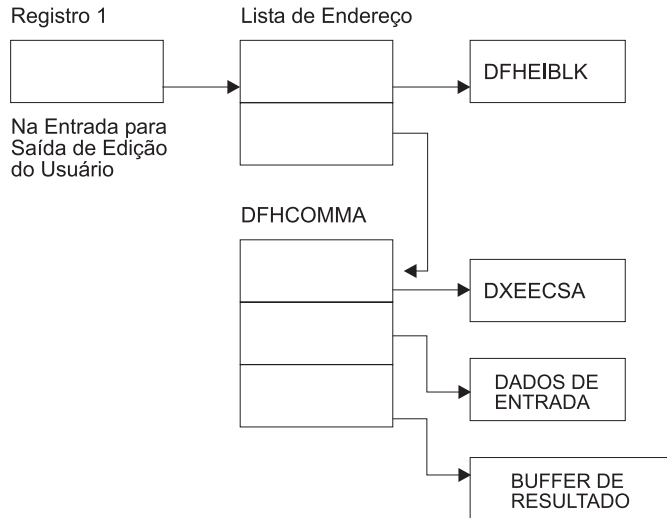 Registro 1
Lista de Endereço
DFHEIBLK
Na Entrada para
Saída de Edição
do Usuário
DFHCOMMA
DXEECSA
DADOS DE
ENTRADA
BUFFER DE
RESULTADO